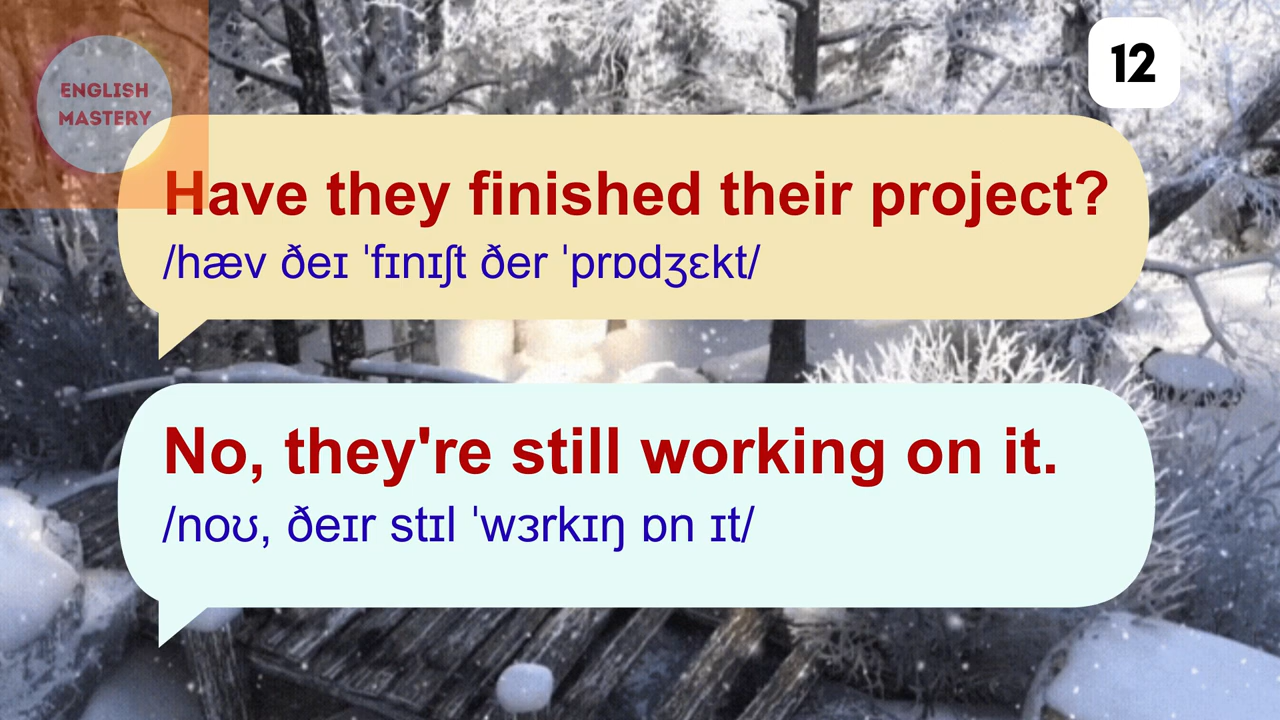 ENGLISH
MASTERY
12
Have they finished their project?
/hæv ðeɪ ˈfɪnɪʃt ðer ˈprɒdʒɛkt/
No, they're still working on it.
/noʊ, ðeɪr stɪl ˈwɜrkɪŋ ɒn ɪt/